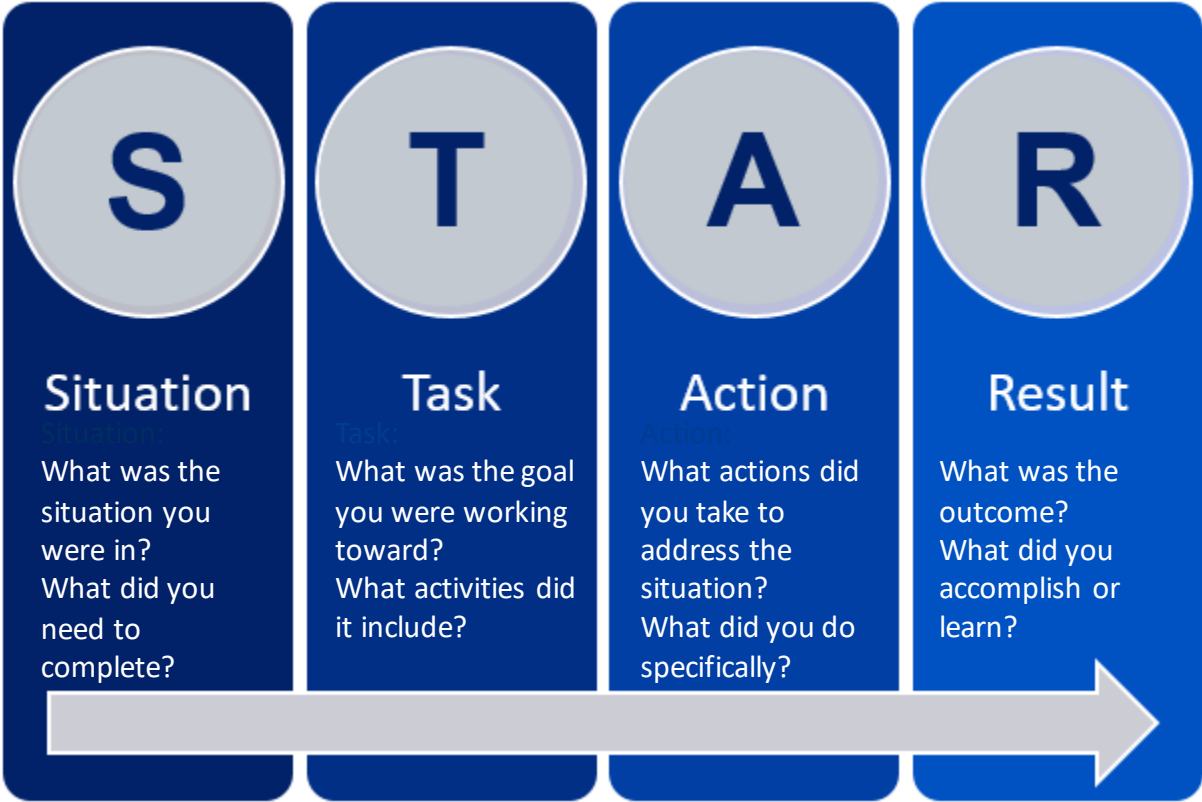 S
T
A
R
Situation
Situation:
What was the
situation you
were in?
What did you
need to
complete?
Task
Task:
What was the goal
you were working
toward?
What activities did
it include?
Action
Action:
What actions did
you take to
address the
situation?
What did you do
specifically?
Result
What was the
outcome?
What did you
accomplish or
learn?